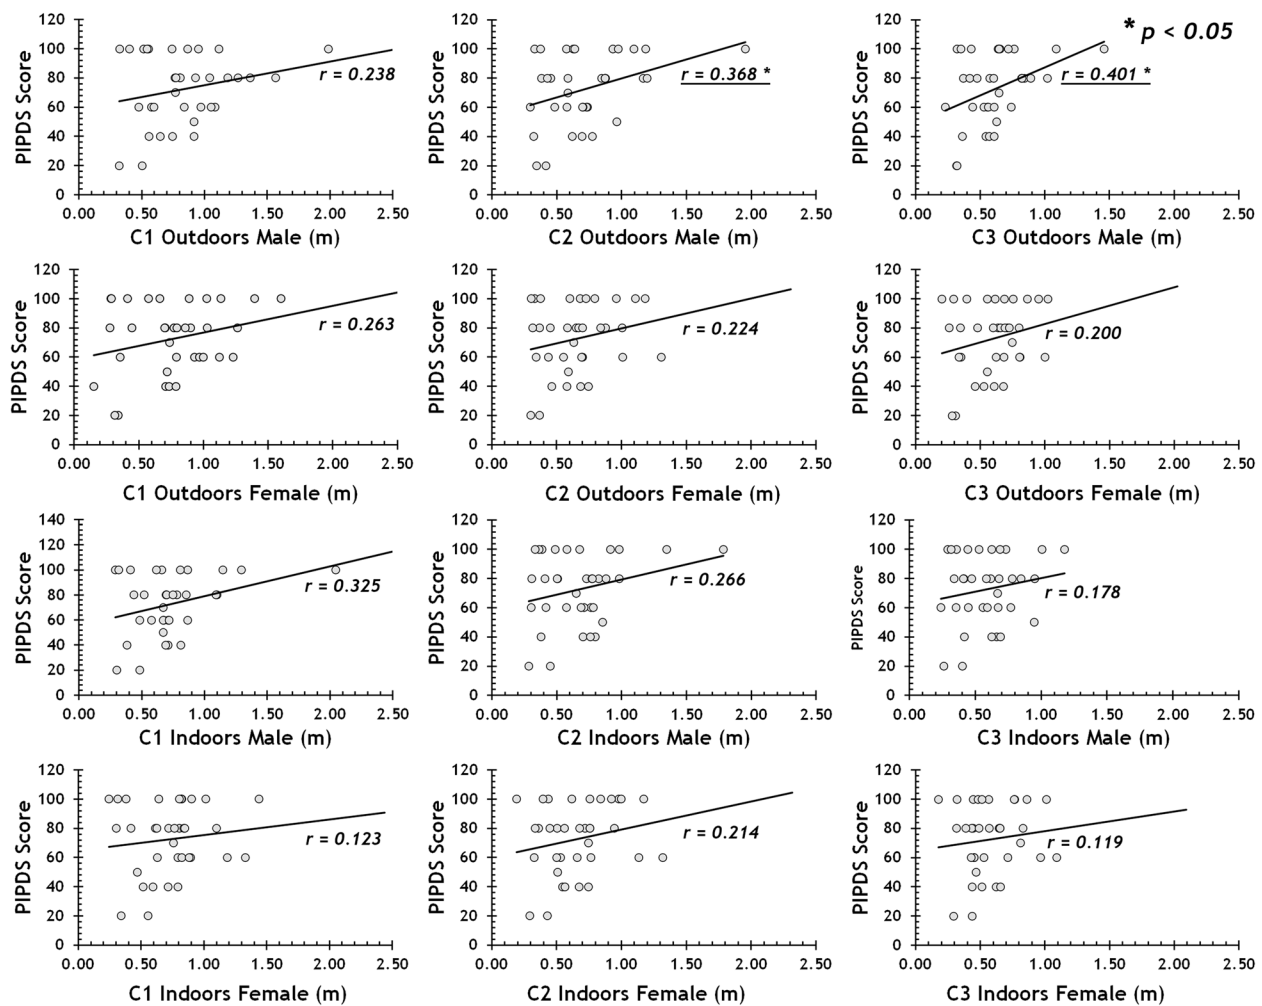 * p < 0.05
PIPDS Score
120
100
80
60
40
20
0
r = 0.238
0.00 0.50 1.00 1.50 2.00 2.50
C1 Outdoors Male (m)
PIPDS Score
120
100
80
60
40
20
0
r = 0.368 *
0.00 0.50 1.00 1.50 2.00 2.50
C2 Outdoors Male (m)
PIPDS Score
120
100
80
60
40
20
0
r = 0.401 *
0.00 0.50 1.00 1.50 2.00 2.50
C3 Outdoors Male (m)
PIPDS Score
120
100
80
60
40
20
0
r = 0.263
0.00 0.50 1.00 1.50 2.00 2.50
C1 Outdoors Female (m)
PIPDS Score
120
100
80
60
40
20
0
r = 0.224
0.00 0.50 1.00 1.50 2.00 2.50
C2 Outdoors Female (m)
PIPDS Score
120
100
80
60
40
20
0
r = 0.200
0.00 0.50 1.00 1.50 2.00 2.50
C3 Outdoors Female (m)
PIPDS Score
140
120
100
80
60
40
20
0
r = 0.325
0.00 0.50 1.00 1.50 2.00 2.50
C1 Indoors Male (m)
PIPDS Score
120
100
80
60
40
20
0
r = 0.266
0.00 0.50 1.00 1.50 2.00 2.50
C2 Indoors Male (m)
PIPDS Score
120
100
80
60
40
20
0
r = 0.178
0.00 0.50 1.00 1.50 2.00 2.50
C3 Indoors Male (m)
PIPDS Score
120
100
80
60
40
20
0
r = 0.123
0.00 0.50 1.00 1.50 2.00 2.50
C1 Indoors Female (m)
PIPDS Score
120
100
80
60
40
20
0
r = 0.214
0.00 0.50 1.00 1.50 2.00 2.50
C2 Indoors Female (m)
PIPDS Score
120
100
80
60
40
20
0
r = 0.119
0.00 0.50 1.00 1.50 2.00 2.50
C3 Indoors Female (m)